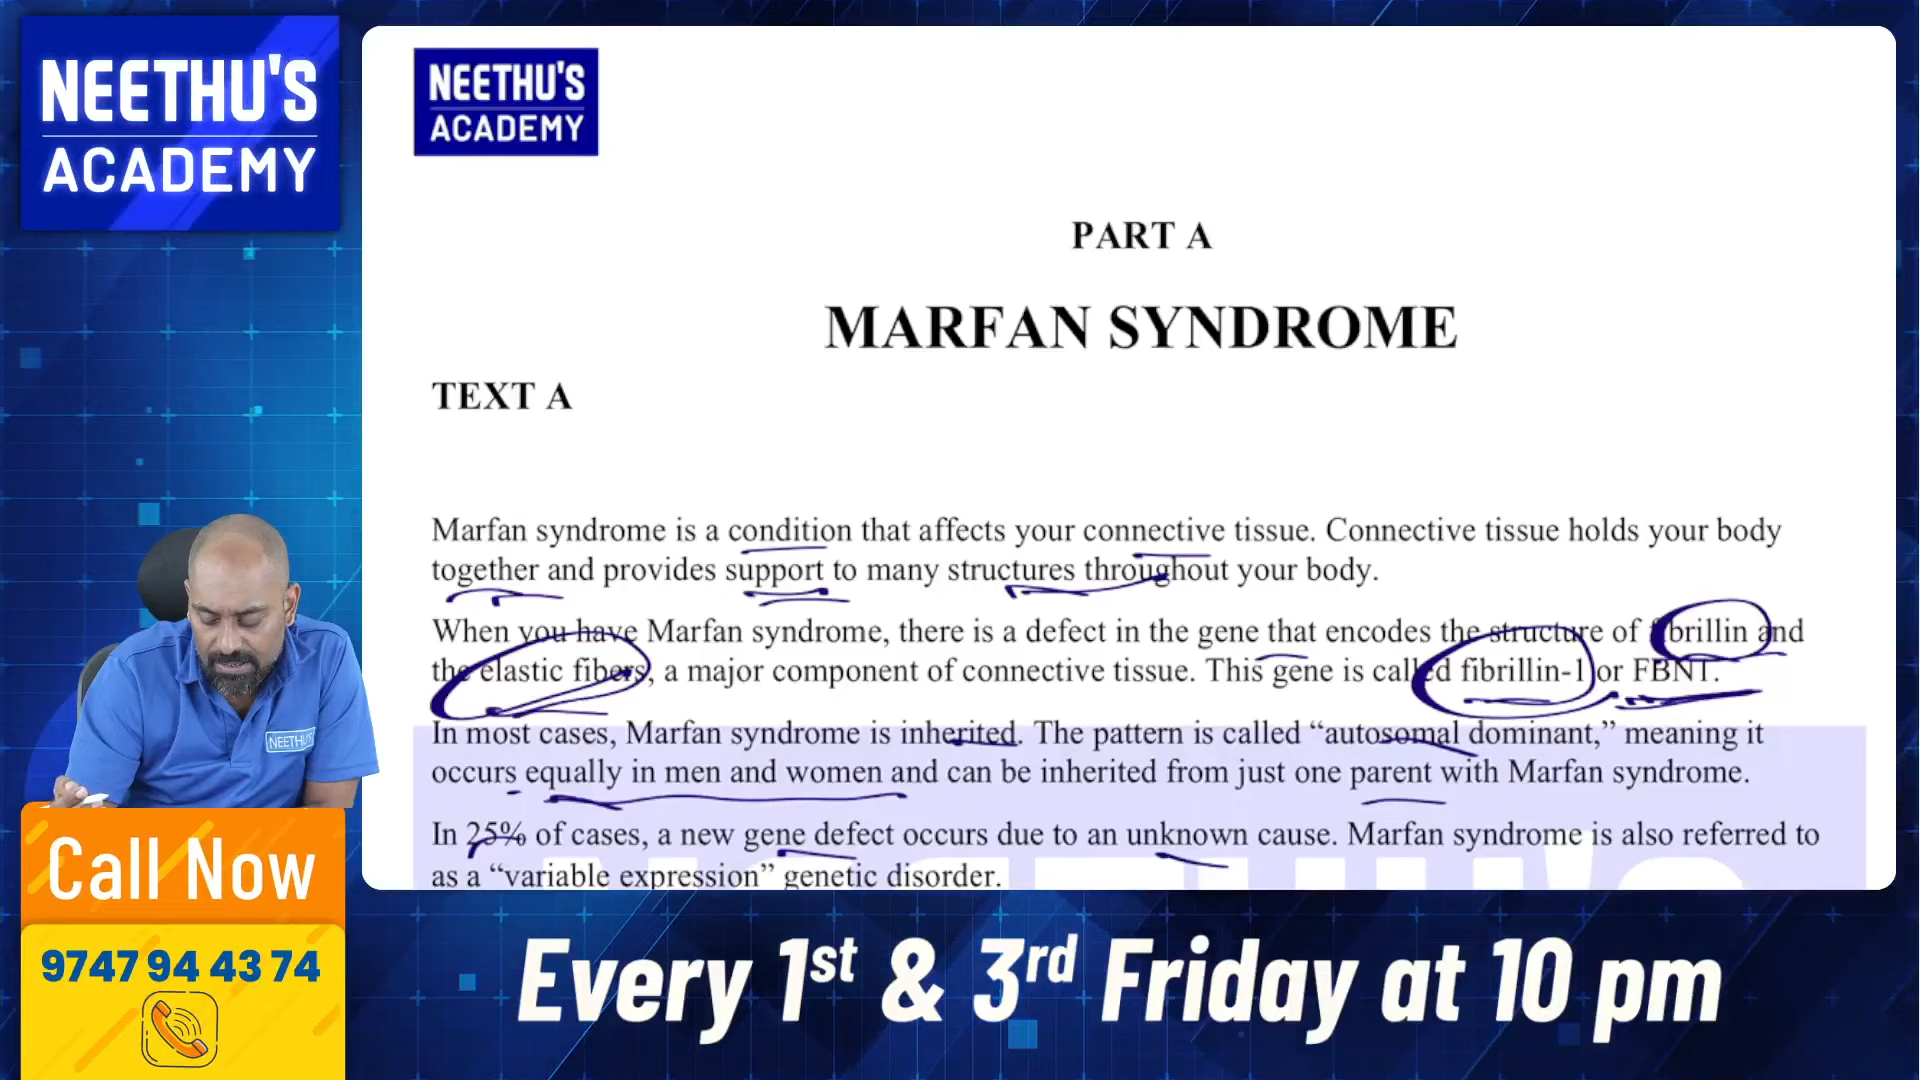 NEETHU'S
ACADEMY
NEETHU'S
ACADEMY
PART A
MARFAN SYNDROME
TEXT A
Marfan syndrome is a condition that affects your connective tissue. Connective tissue holds your body
together and provides support to many structures throughout your body.
When you have Marfan syndrome, there is a defect in the gene that encodes the structure of fibrillin and
the elastic fibers, a major component of connective tissue. This gene is called fibrillin-1 or FBNT.
In most cases, Marfan syndrome is inherited. The pattern is called “autosomal dominant,” meaning it
occurs equally in men and women and can be inherited from just one parent with Marfan syndrome.
In 25% of cases, a new gene defect occurs due to an unknown cause. Marfan syndrome is also referred to
as a “variable expression” genetic disorder.
NEETHU'S
Call Now
9747 94 43 74
Every 1st & 3rd Friday at 10 pm